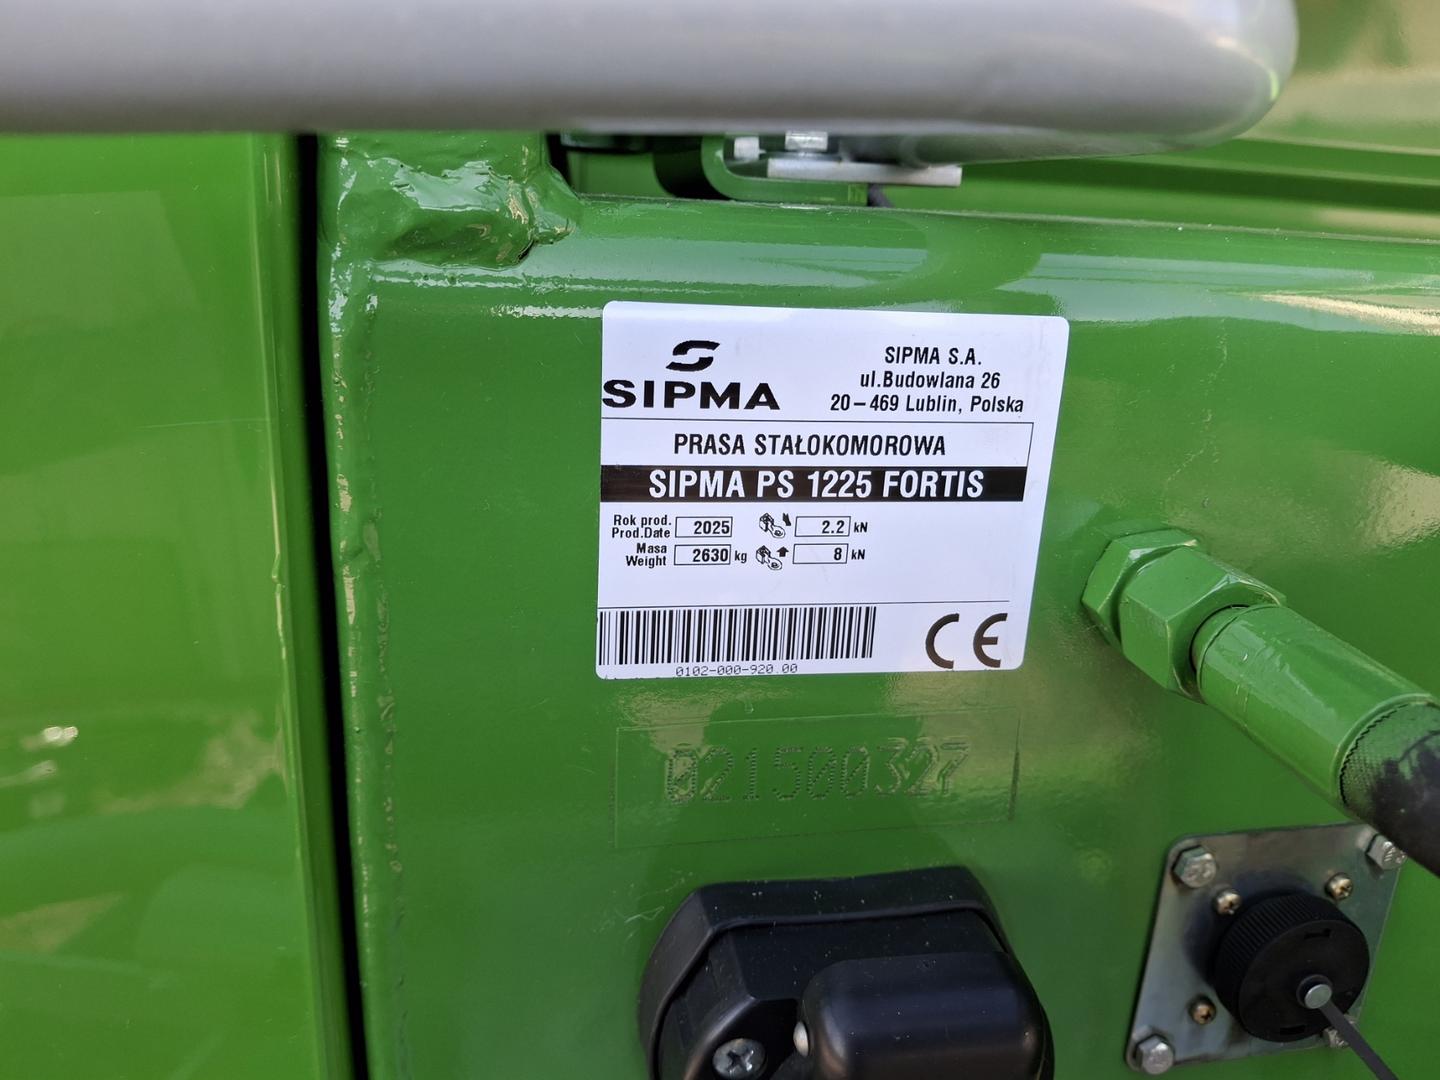 SIPMA
SIPMA S.A.
ul.Budowlana 26
20-469 Lublin, Polska
PRASA STAŁOKOMOROWA
SIPMA PS 1225 FORTIS
Rok prod.
Prod.Date 2025 2.2 kN
Masa
Weight 2630 kg 8 kN
0102-000-920.00
CE
021500327